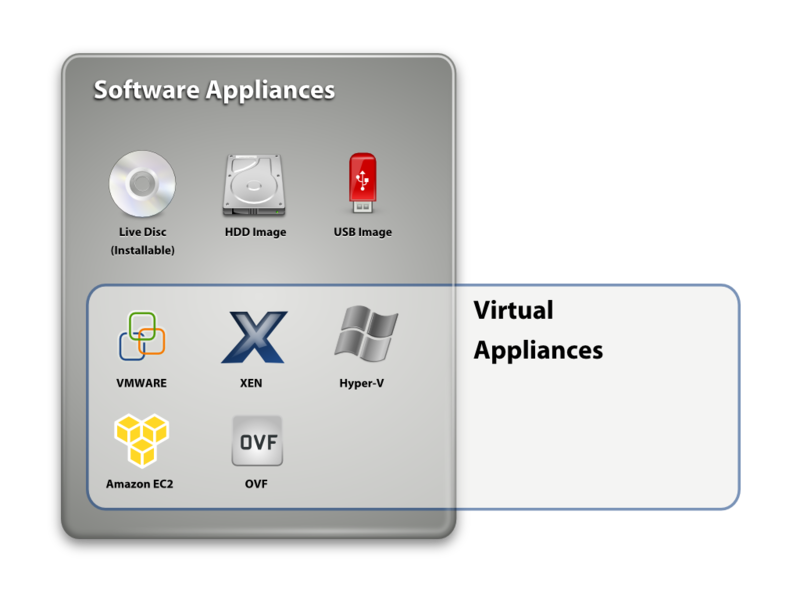 Software Appliances
Live Disc
(Installable)
HDD Image
USB Image
Virtual
Appliances
VMWARE
XEN
Hyper-V
OVF
Amazon EC2
OVF